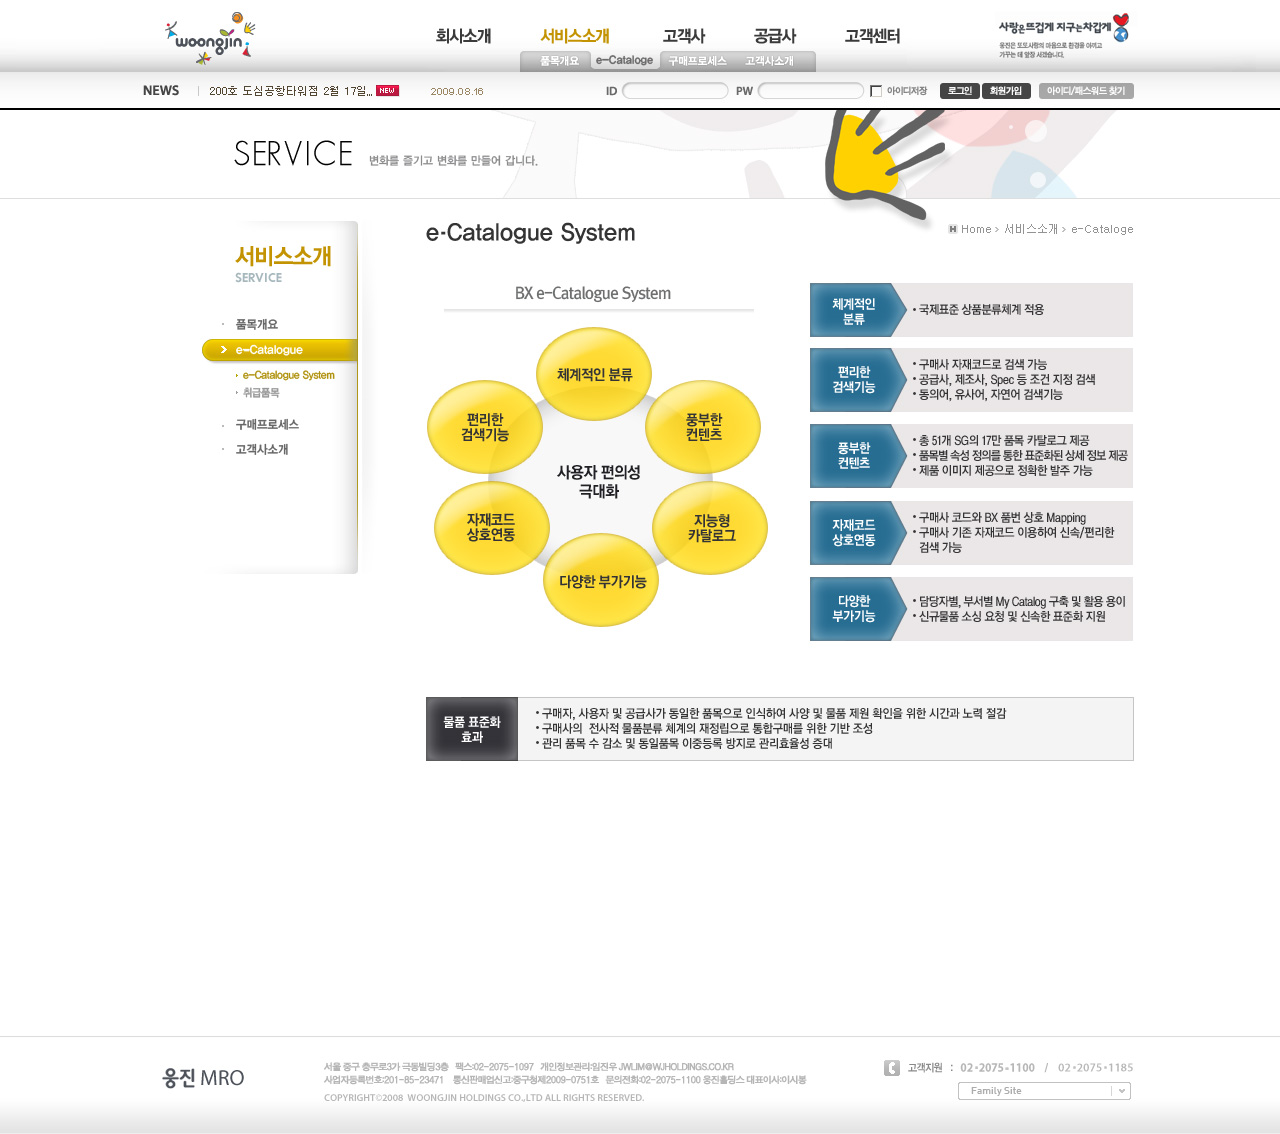 woongjin
회사소개
서비스소개
고객사
공급사
고객센터
사랑은뜨겁게 지구는차갑게
웅진은 또또사랑의 마음으로 환경을 아끼고
가꾸는 데 앞장 서겠습니다.
품목개요
e-Cataloge
구매프로세스
고객사소개
NEWS
200호 도심공항타워점 2월 17일... NEW
2009.08.16
ID
PW
아이디저장
로그인
회원가입
아이디/패스워드 찾기
SERVICE
변화를 즐기고 변화를 만들어 갑니다.
서비스소개
SERVICE
품목개요
e-Catalogue
e-Catalogue System
취급품목
구매프로세스
고객사소개
e-Catalogue System
H Home > 서비스소개 > e-Cataloge
BX e-Catalogue System
체계적인 분류
편리한
검색기능
풍부한
컨텐츠
사용자 편의성
극대화
자재코드
상호연동
지능형
카탈로그
다양한 부가기능
체계적인
분류
• 국제표준 상품분류체계 적용
편리한
검색기능
• 구매사 자재코드로 검색 가능
• 공급사, 제조사, Spec 등 조건 지정 검색
• 동의어, 유사어, 자연어 검색기능
풍부한
컨텐츠
• 총 51개 SG의 17만 품목 카탈로그 제공
• 품목별 속성 정의를 통한 표준화된 상세 정보 제공
• 제품 이미지 제공으로 정확한 발주 가능
자재코드
상호연동
• 구매사 코드와 BX 품번 상호 Mapping
• 구매사 기존 자재코드 이용하여 신속/편리한
검색 가능
다양한
부가기능
• 담당자별, 부서별 My Catalog 구축 및 활용 용이
• 신규물품 소싱 요청 및 신속한 표준화 지원
물품 표준화
효과
• 구매자, 사용자 및 공급사가 동일한 품목으로 인식하여 사양 및 물품 제원 확인을 위한 시간과 노력 절감
• 구매사의 전사적 물품분류 체계의 재정립으로 통합구매를 위한 기반 조성
• 관리 품목 수 감소 및 동일품목 이중등록 방지로 관리효율성 증대
웅진 MRO
서울 중구 충무로3가 극동빌딩3층 팩스:02-2075-1097 개인정보관리:임진우 JWLIM@WJHOLDINGS.CO.KR
사업자등록번호:201-85-23471 통신판매업신고:중구청제2009-0751호 문의전화:02-2075-1100 웅진홀딩스 대표이사:이시봉
COPYRIGHT©2008 WOONGJIN HOLDINGS CO.,LTD ALL RIGHTS RESERVED.
고객지원 : 02•2075•1100 / 02•2075•1185
Family Site